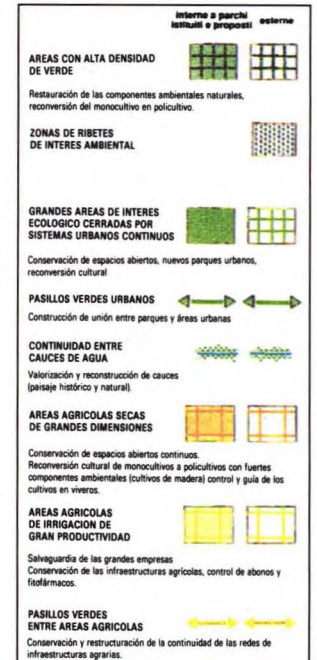 interne a parchi
istituiti e proposti
esterne
AREAS CON ALTA DENSIDAD
DE VERDE
Restauración de las componentes ambientales naturales,
reconversión del monocultivo en policultivo.
ZONAS DE RIBETES
DE INTERES AMBIENTAL
GRANDES AREAS DE INTERES
ECOLOGICO CERRADAS POR
SISTEMAS URBANOS CONTINUOS
Conservación de espacios abiertos, nuevos parques urbanos,
reconversión cultural
PASILLOS VERDES URBANOS
Construcción de unión entre parques y áreas urbanas
CONTINUIDAD ENTRE
CAUCES DE AGUA
Valorización y reconstrucción de cauces
(paisaje histórico y natural).
AREAS AGRICOLAS SECAS
DE GRANDES DIMENSIONES
Conservación de espacios abiertos continuos.
Reconversión cultural de monocultivos a policultivos con fuertes
componentes ambientales (cultivos de madera) control y guía de los
cultivos en viveros.
AREAS AGRICOLAS
DE IRRIGACION DE
GRAN PRODUCTIVIDAD
Salvaguardia de las grandes empresas
Conservación de las infraestructuras agrícolas, control de abonos y
fitofármacos.
PASILLOS VERDES
ENTRE AREAS AGRICOLAS
Conservación y restructuración de la continuidad de las redes de
infraestructuras agrarias.